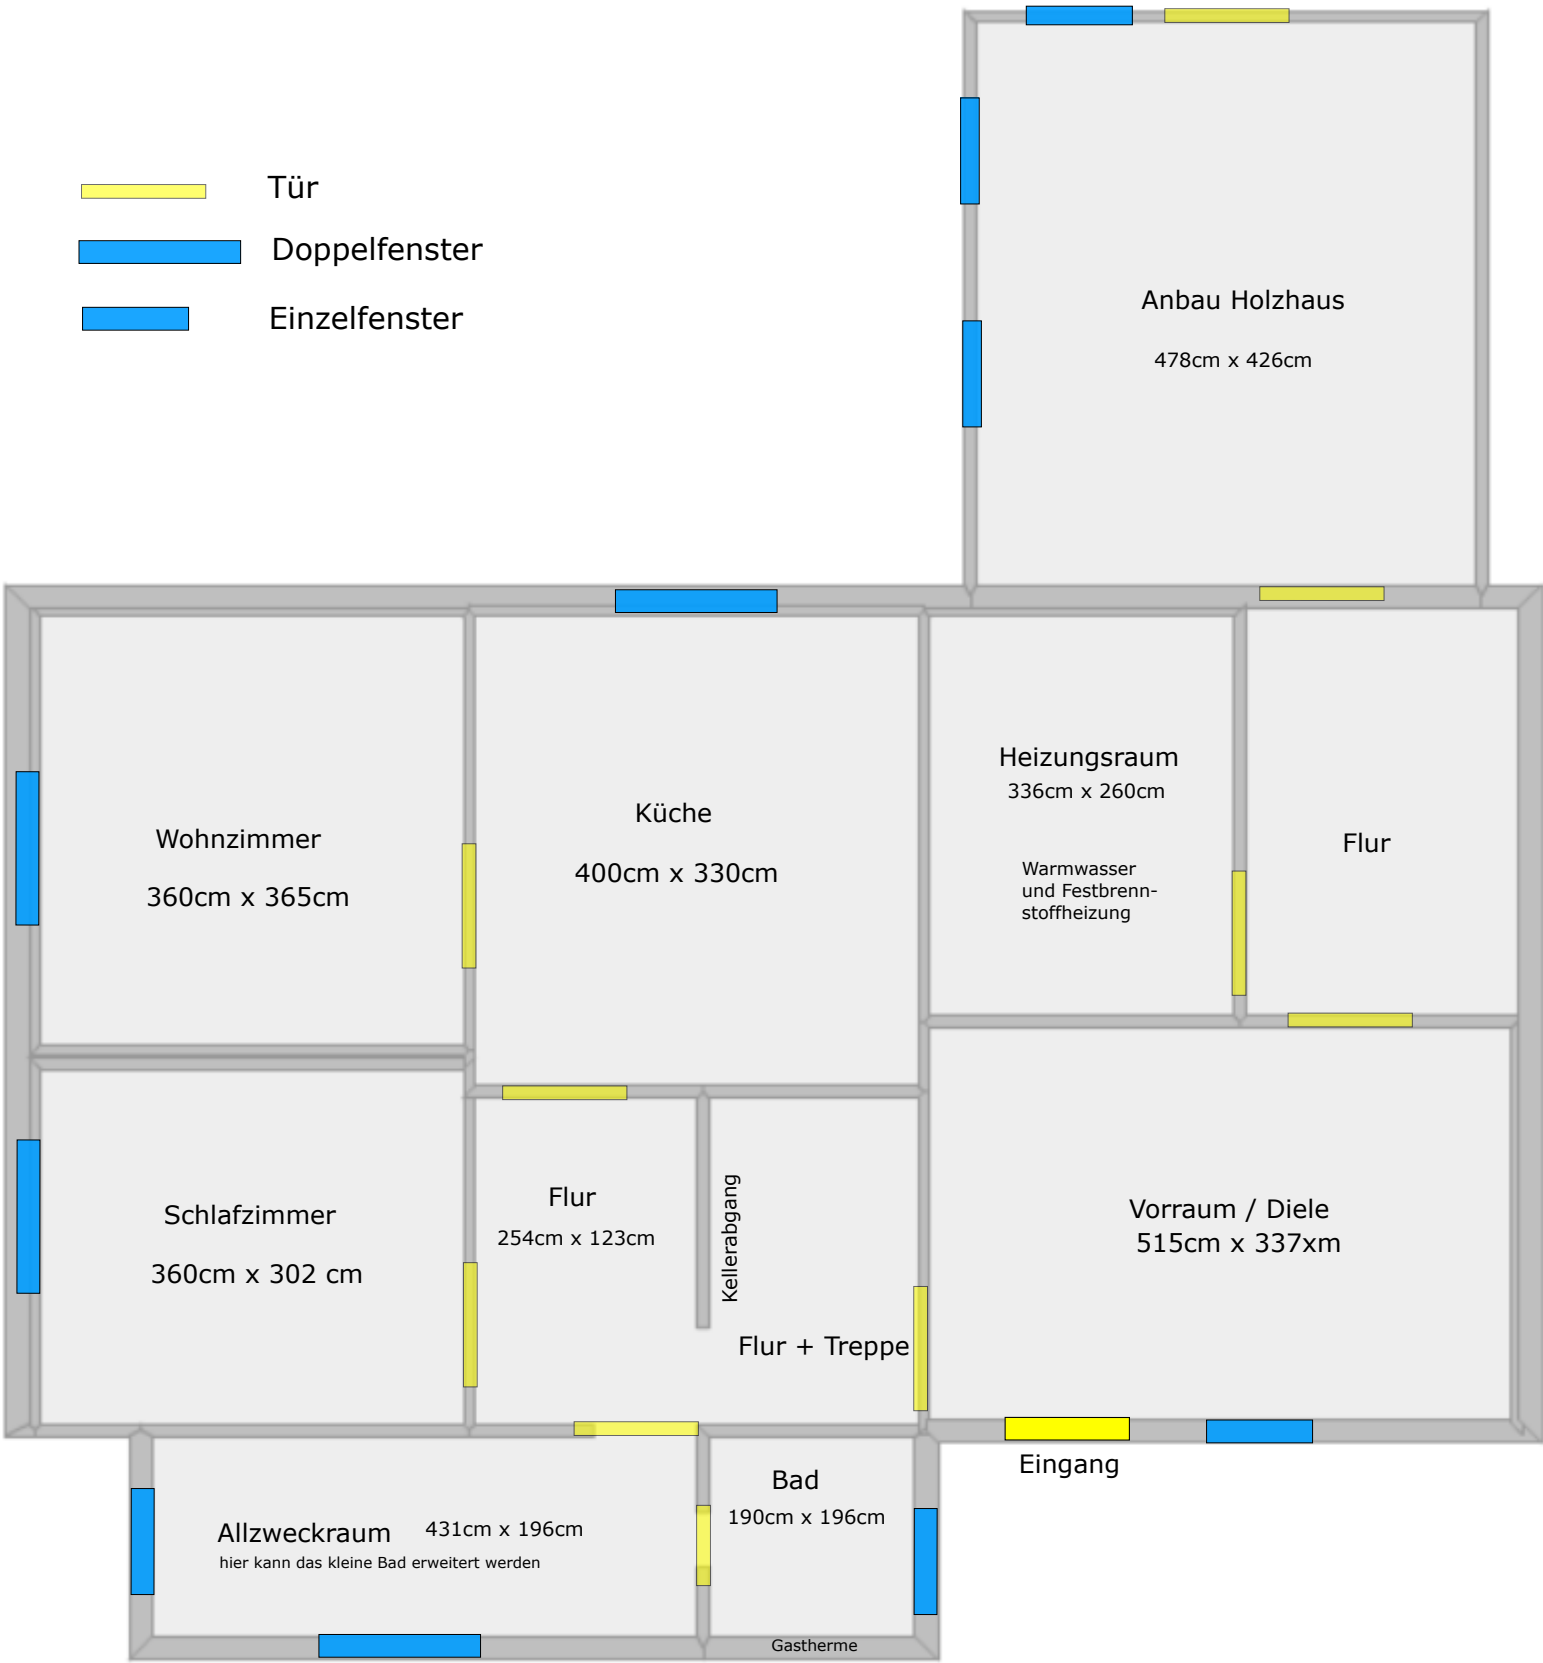 Tür
Doppelfenster
Einzelfenster
Anbau Holzhaus
478cm x 426cm
Wohnzimmer
360cm x 365cm
Küche
400cm x 330cm
Heizungsraum
336cm x 260cm
Warmwasser
und Festbrenn-
stoffheizung
Flur
Schlafzimmer
360cm x 302 cm
Flur
254cm x 123cm
Kellerabgang
Flur + Treppe
Vorraum / Diele
515cm x 337xm
Eingang
Allzweckraum
431cm x 196cm
hier kann das kleine Bad erweitert werden
Bad
190cm x 196cm
Gastherme